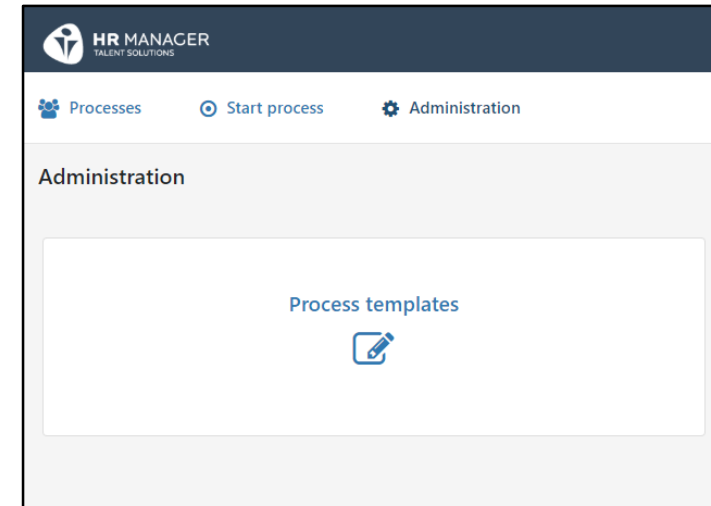 HR MANAGER
TALENT SOLUTIONS
Processes
Start process
Administration
Administration
Process templates